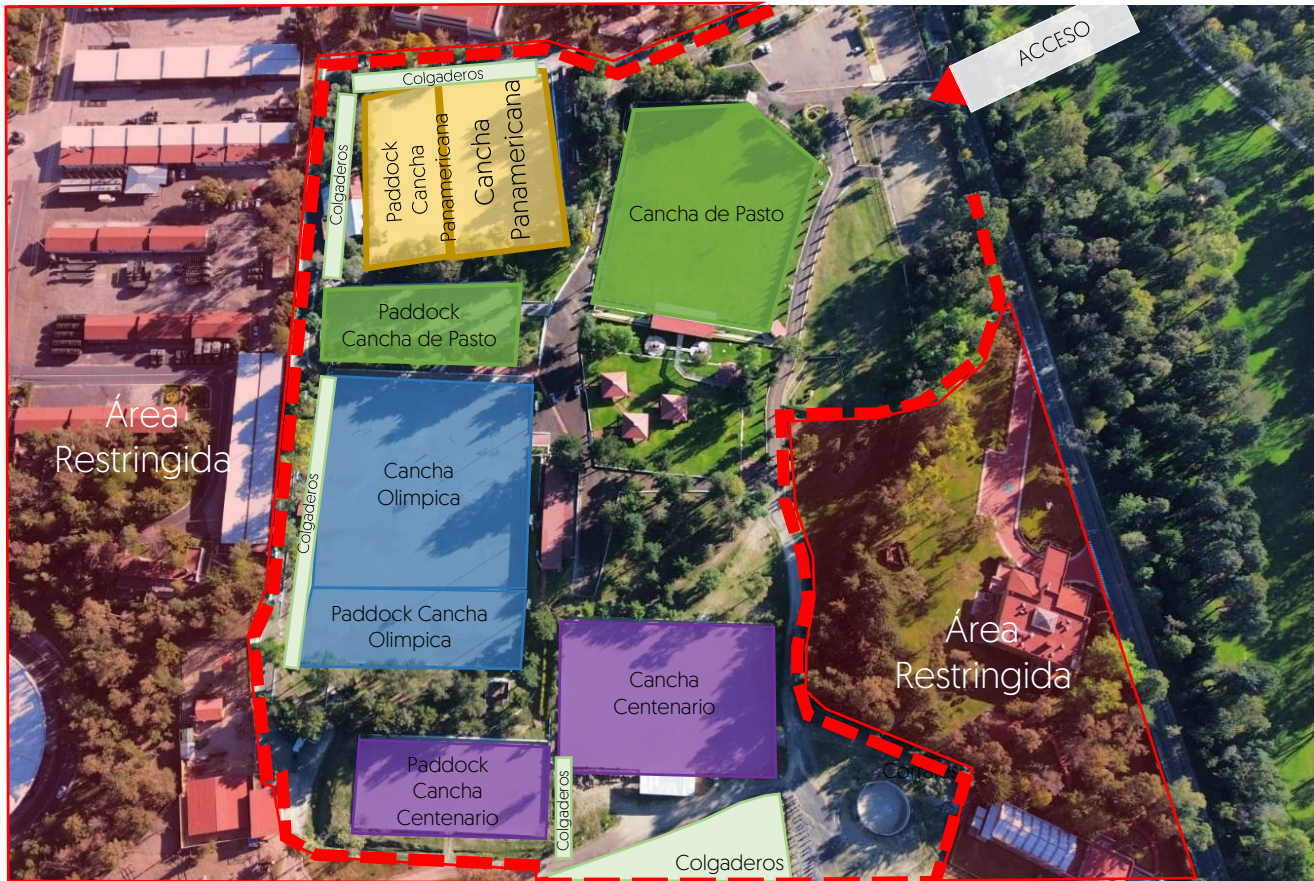 ACCESO
Colgaderos
Colgaderos
Paddock
Cancha
Panamericana
Cancha
Panamericana
Cancha de Pasto
Paddock
Cancha de Pasto
Área
Restringida
Colgaderos
Cancha
Olimpica
Paddock Cancha
Olimpica
Cancha
Centenario
Área
Restringida
Paddock
Cancha
Centenario
Colgaderos
Colgaderos